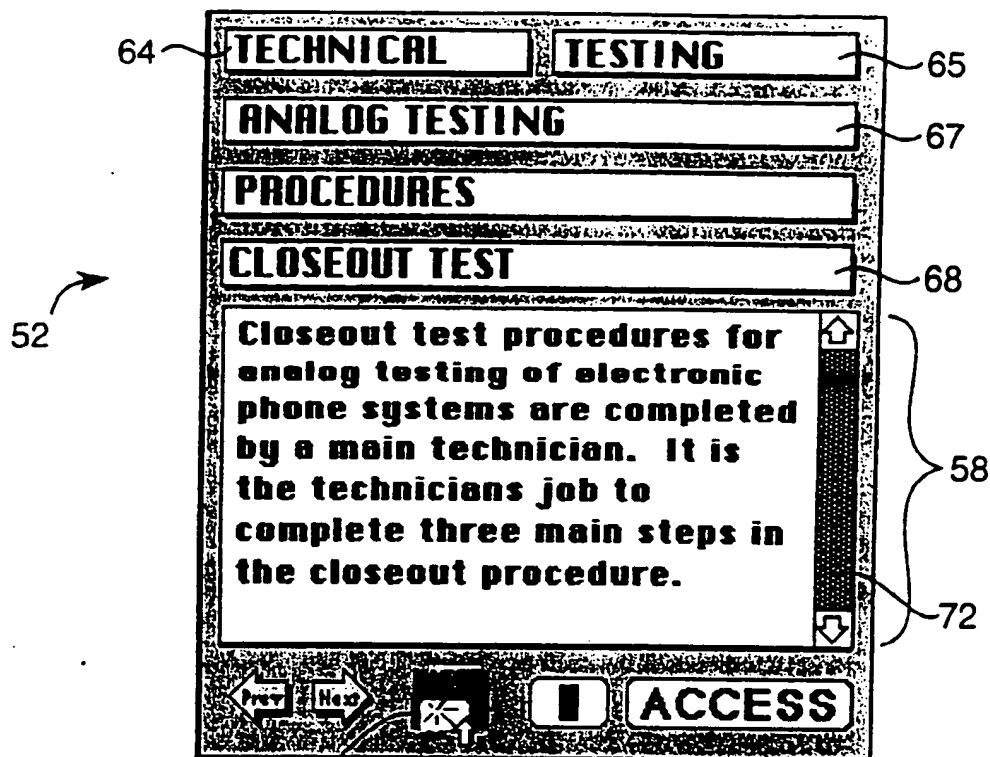 64 TECHNICAL TESTING 65
ANALOG TESTING 67
PROCEDURES
CLOSEOUT TEST 68
52
Closeout test procedures for
analog testing of electronic
phone systems are completed
by a main technician. It is
the technicians job to
complete three main steps in
the closeout procedure.
58
72
Prev Next ACCESS